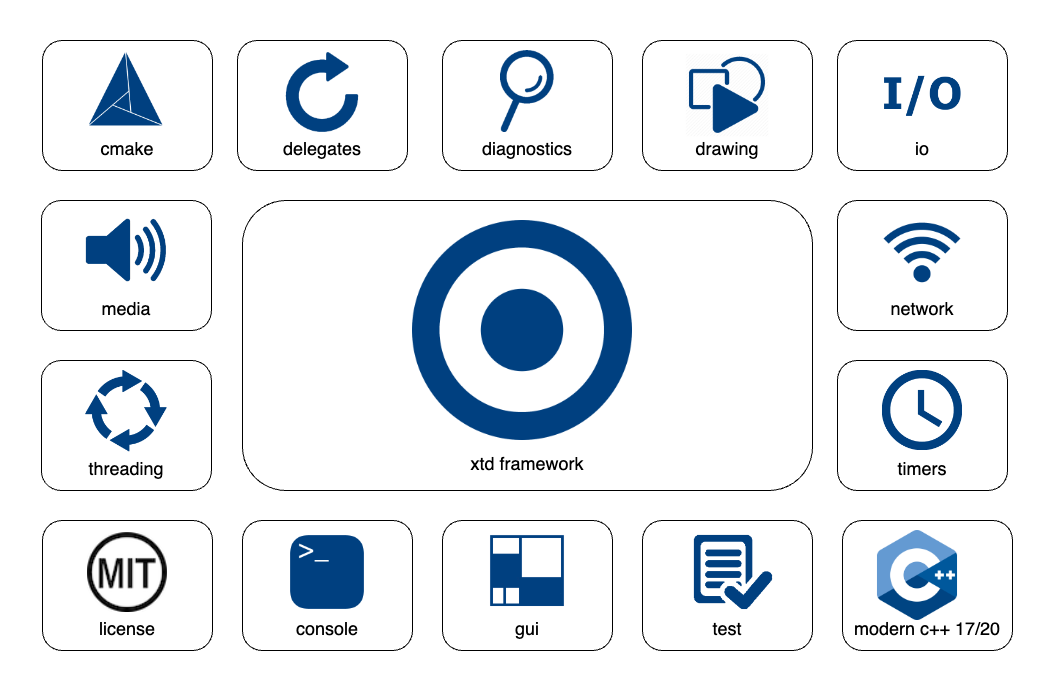 cmake
delegates
diagnostics
drawing
I/O
io
media
xtd framework
network
threading
timers
MIT
license
>_
console
gui
test
C++
modern c++ 17/20